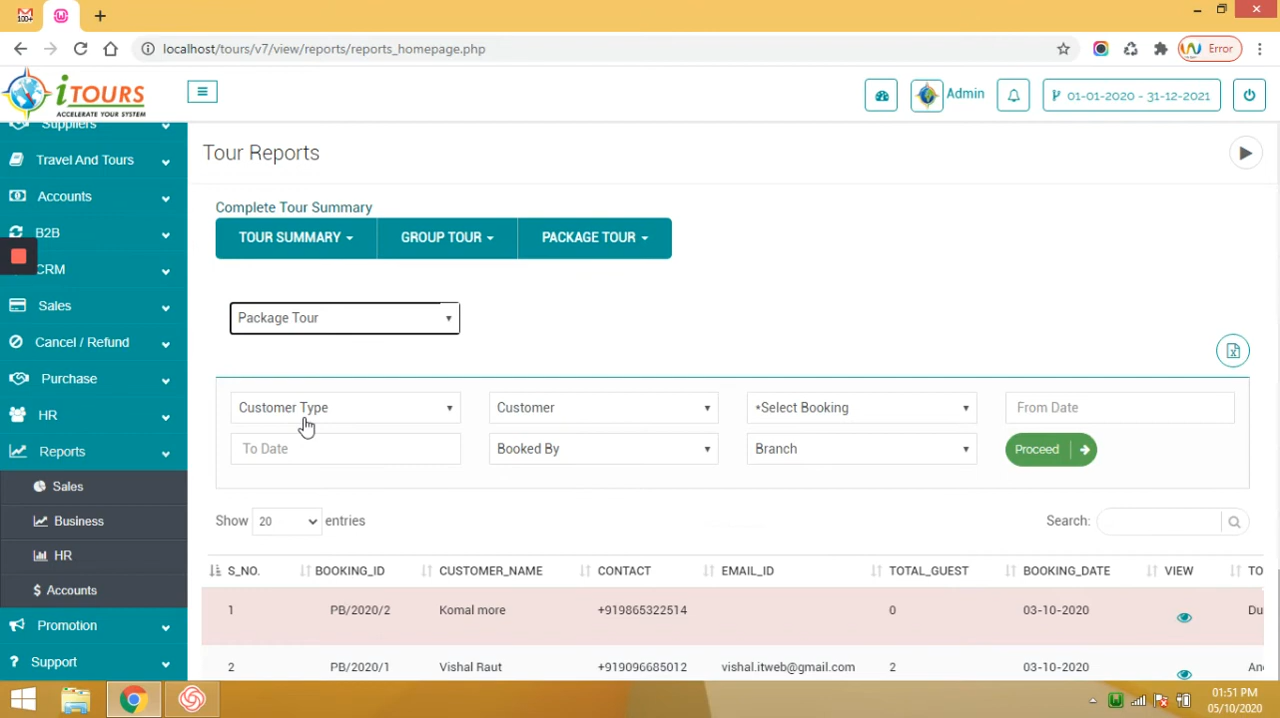 100+
localhost/tours/v7/view/reports/reports_homepage.php
Error
iTOURS
ACCELERATE YOUR SYSTEM
Admin
01-01-2020 - 31-12-2021
Suppliers
Travel And Tours
Accounts
B2B
CRM
Sales
Cancel / Refund
Purchase
HR
Reports
Sales
Business
HR
$ Accounts
Promotion
? Support
Tour Reports
Complete Tour Summary
TOUR SUMMARY GROUP TOUR PACKAGE TOUR
Package Tour
Customer Type Customer *Select Booking From Date
To Date Booked By Branch Proceed
Show 20 entries Search:
S_NO. BOOKING_ID CUSTOMER_NAME CONTACT EMAIL_ID TOTAL_GUEST BOOKING_DATE VIEW TO
1 PB/2020/2 Komal more +919865322514 0 03-10-2020 Du
2 PB/2020/1 Vishal Raut +919096685012 vishal.itweb@gmail.com 2 03-10-2020 An
01:51 PM
05/10/2020